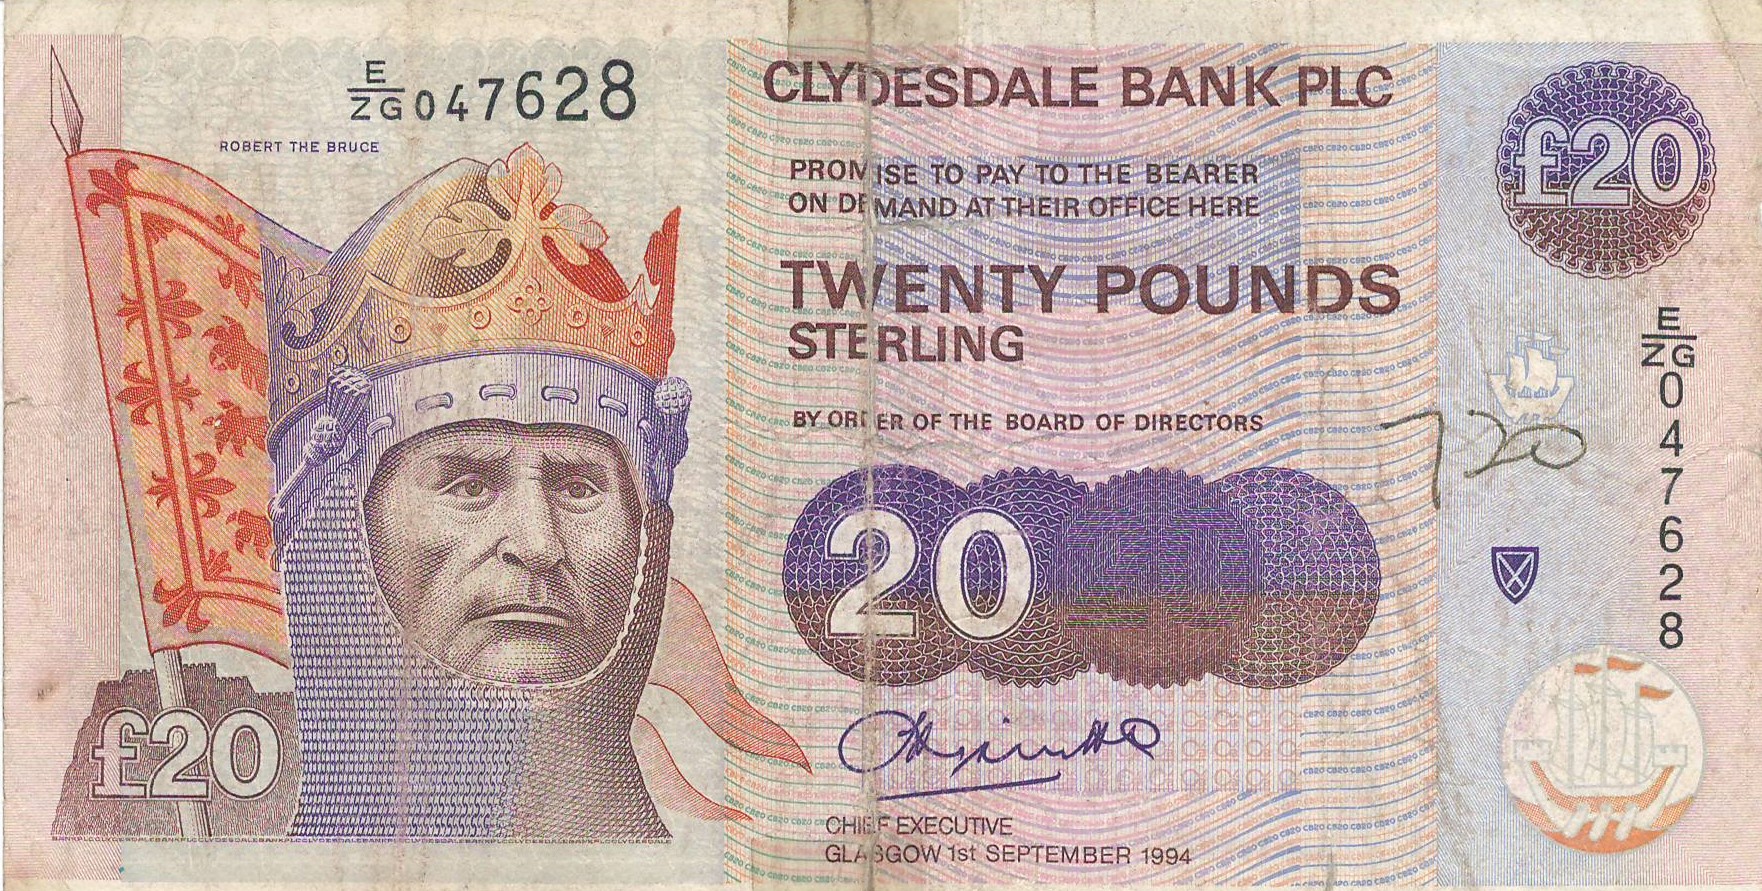 E/ZG 047628
ROBERT THE BRUCE
£20
CLYDESDALE BANK PLC
PROMISE TO PAY TO THE BEARER
ON DEMAND AT THEIR OFFICE HERE
TWENTY POUNDS
STERLING
BY ORDER OF THE BOARD OF DIRECTORS
20
CHIEF EXECUTIVE
GLASGOW 1st SEPTEMBER 1994
£20
E/ZG 047628
720